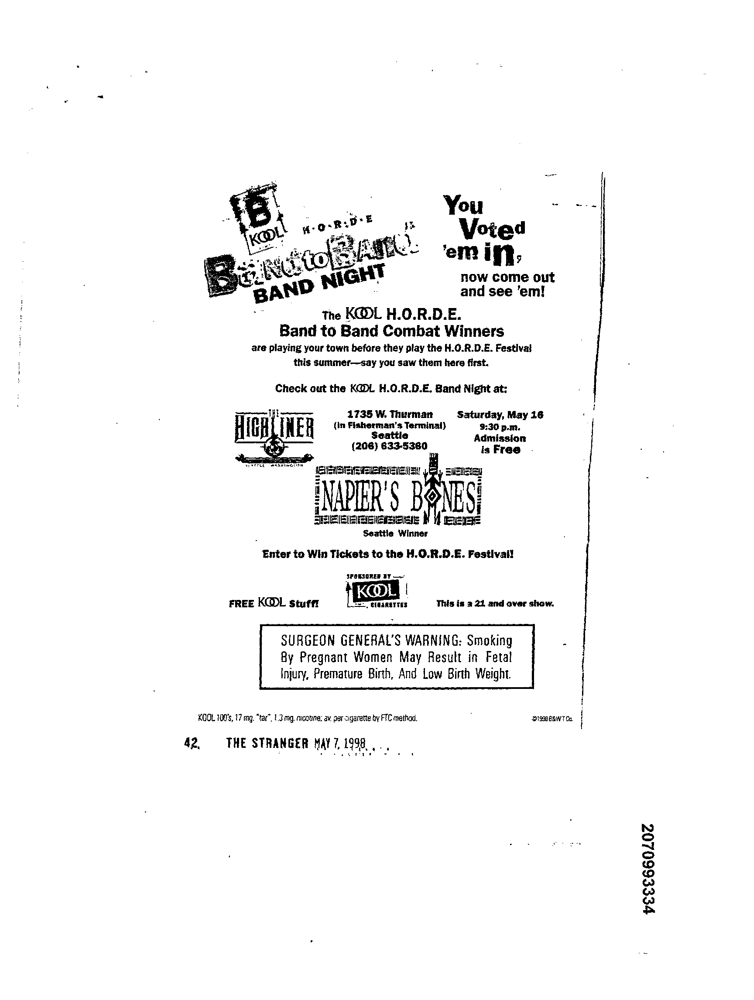 B
KOOL
H·O·R·D·E
Band to Band
BAND NIGHT
You
Voted
'em in,
now come out
and see 'em!
The KOOL H.O.R.D.E.
Band to Band Combat Winners
are playing your town before they play the H.O.R.D.E. Festival
this summer—say you saw them here first.
Check out the KOOL H.O.R.D.E. Band Night at:
THE
HIGHLINER
SEATTLE WASHINGTON
1735 W. Thurman
(in Fisherman's Terminal)
Seattle
(206) 633-5360
Saturday, May 16
9:30 p.m.
Admission
is Free
NAPIER'S BONES
Seattle Winner
Enter to Win Tickets to the H.O.R.D.E. Festival!
FREE KOOL Stuff!
SPONSORED BY
KOOL
CIGARETTES
This is a 21 and over show.
SURGEON GENERAL'S WARNING: Smoking
By Pregnant Women May Result in Fetal
Injury, Premature Birth, And Low Birth Weight.
KOOL 100's, 17 mg. "tar", 1.3 mg. nicotine; av. per cigarette by FTC method.
©1998 B&W T Co.
42 THE STRANGER MAY 7, 1998
2070993334